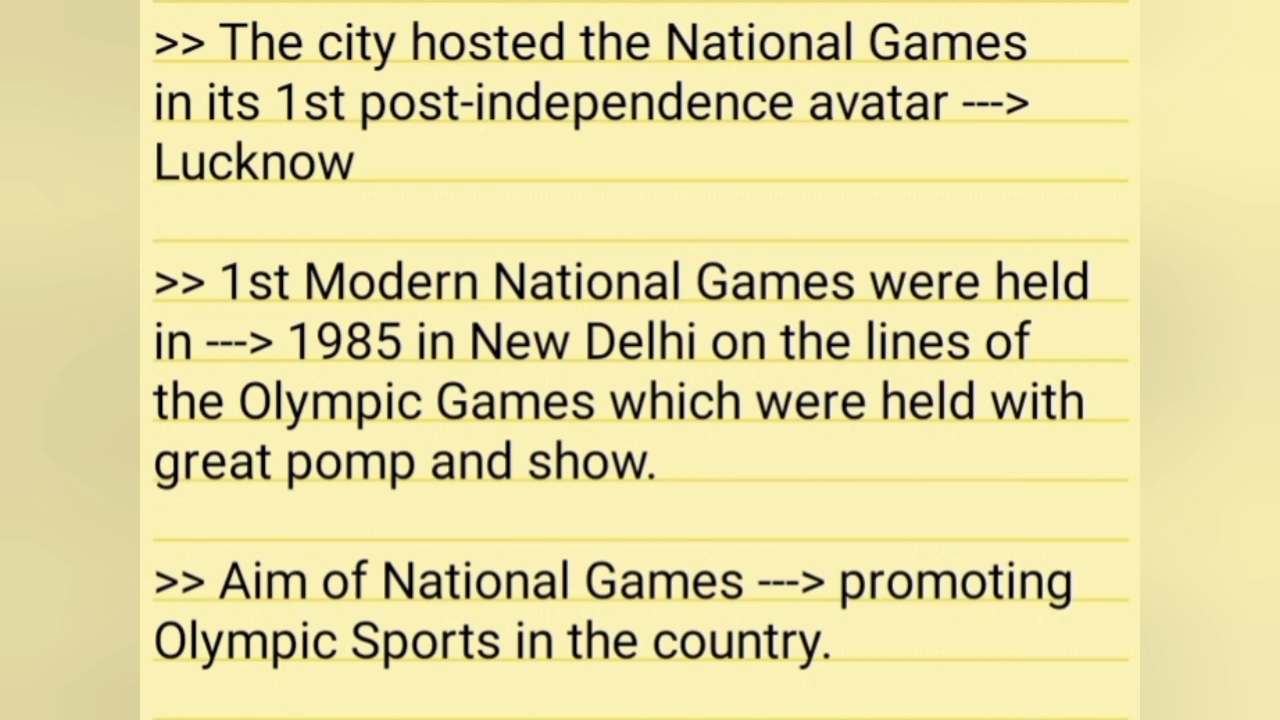 >> The city hosted the National Games
in its 1st post-independence avatar --->
Lucknow
>> 1st Modern National Games were held
in ---> 1985 in New Delhi on the lines of
the Olympic Games which were held with
great pomp and show.
>> Aim of National Games ---> promoting
Olympic Sports in the country.